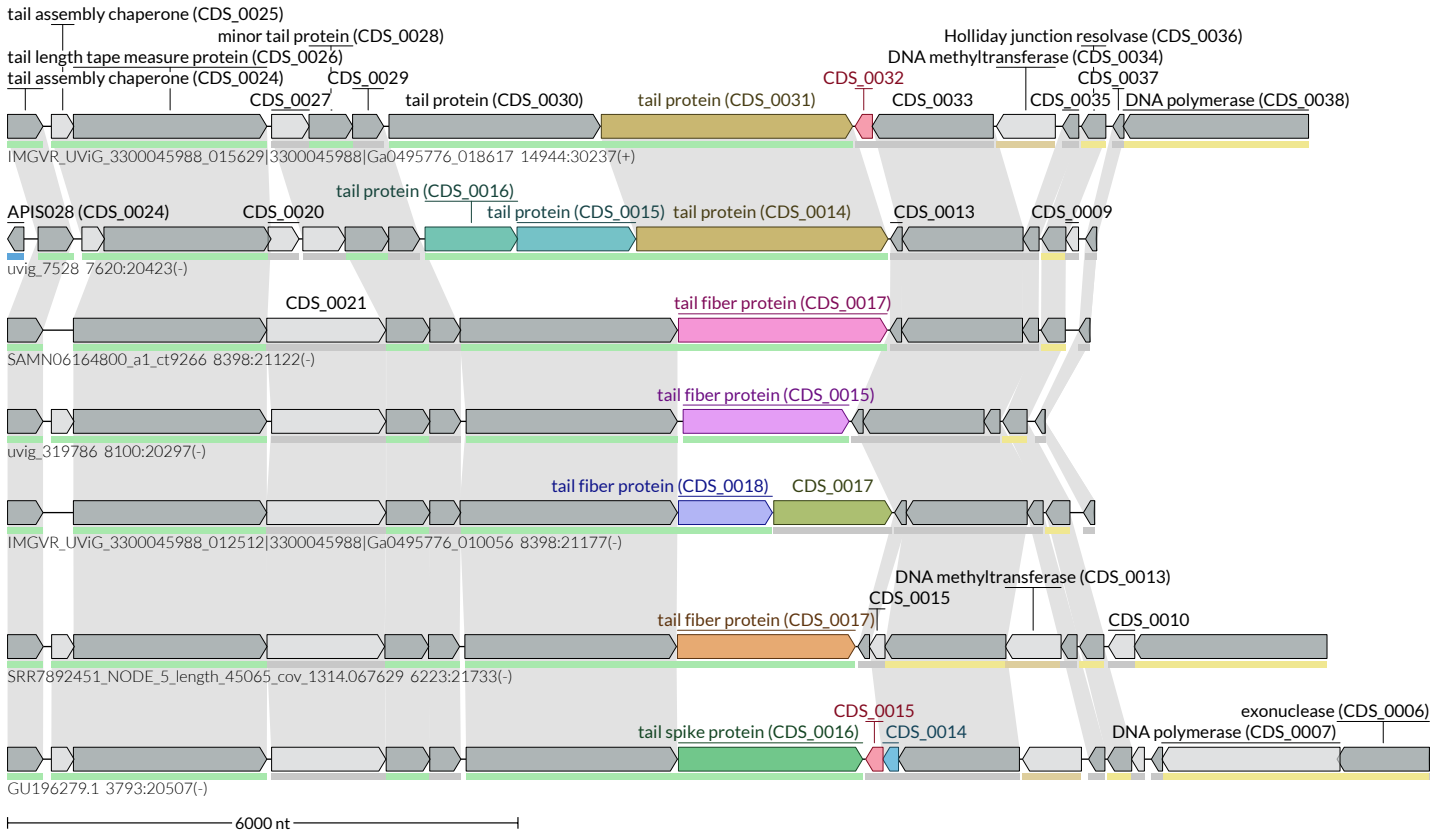 tail assembly chaperone (CDS_0025)
minor tail protein (CDS_0028)
Holliday junction resolvase (CDS_0036)
tail length tape measure protein (CDS_0026)
DNA methyltransferase (CDS_0034)
tail assembly chaperone (CDS_0024)
CDS_0029
CDS_0032
CDS_0037
CDS_0027
tail protein (CDS_0030)
tail protein (CDS_0031)
CDS_0033
CDS_0035
DNA polymerase (CDS_0038)
IMGVR_UViG_3300045988_015629|3300045988|Ga0495776_018617 14944:30237(+)
tail protein (CDS_0016)
APIS028 (CDS_0024)
CDS_0020
tail protein (CDS_0015)
tail protein (CDS_0014)
CDS_0013
CDS_0009
uvig_7528 7620:20423(-)
CDS_0021
tail fiber protein (CDS_0017)
SAMN06164800_a1_ct9266 8398:21122(-)
tail fiber protein (CDS_0015)
uvig_319786 8100:20297(-)
tail fiber protein (CDS_0018)
CDS_0017
IMGVR_UViG_3300045988_012512|3300045988|Ga0495776_010056 8398:21177(-)
DNA methyltransferase (CDS_0013)
CDS_0015
tail fiber protein (CDS_0017)
CDS_0010
SRR7892451_NODE_5_length_45065_cov_1314.067629 6223:21733(-)
CDS_0015
exonuclease (CDS_0006)
tail spike protein (CDS_0016)
CDS_0014
DNA polymerase (CDS_0007)
GU196279.1 3793:20507(-)
6000 nt